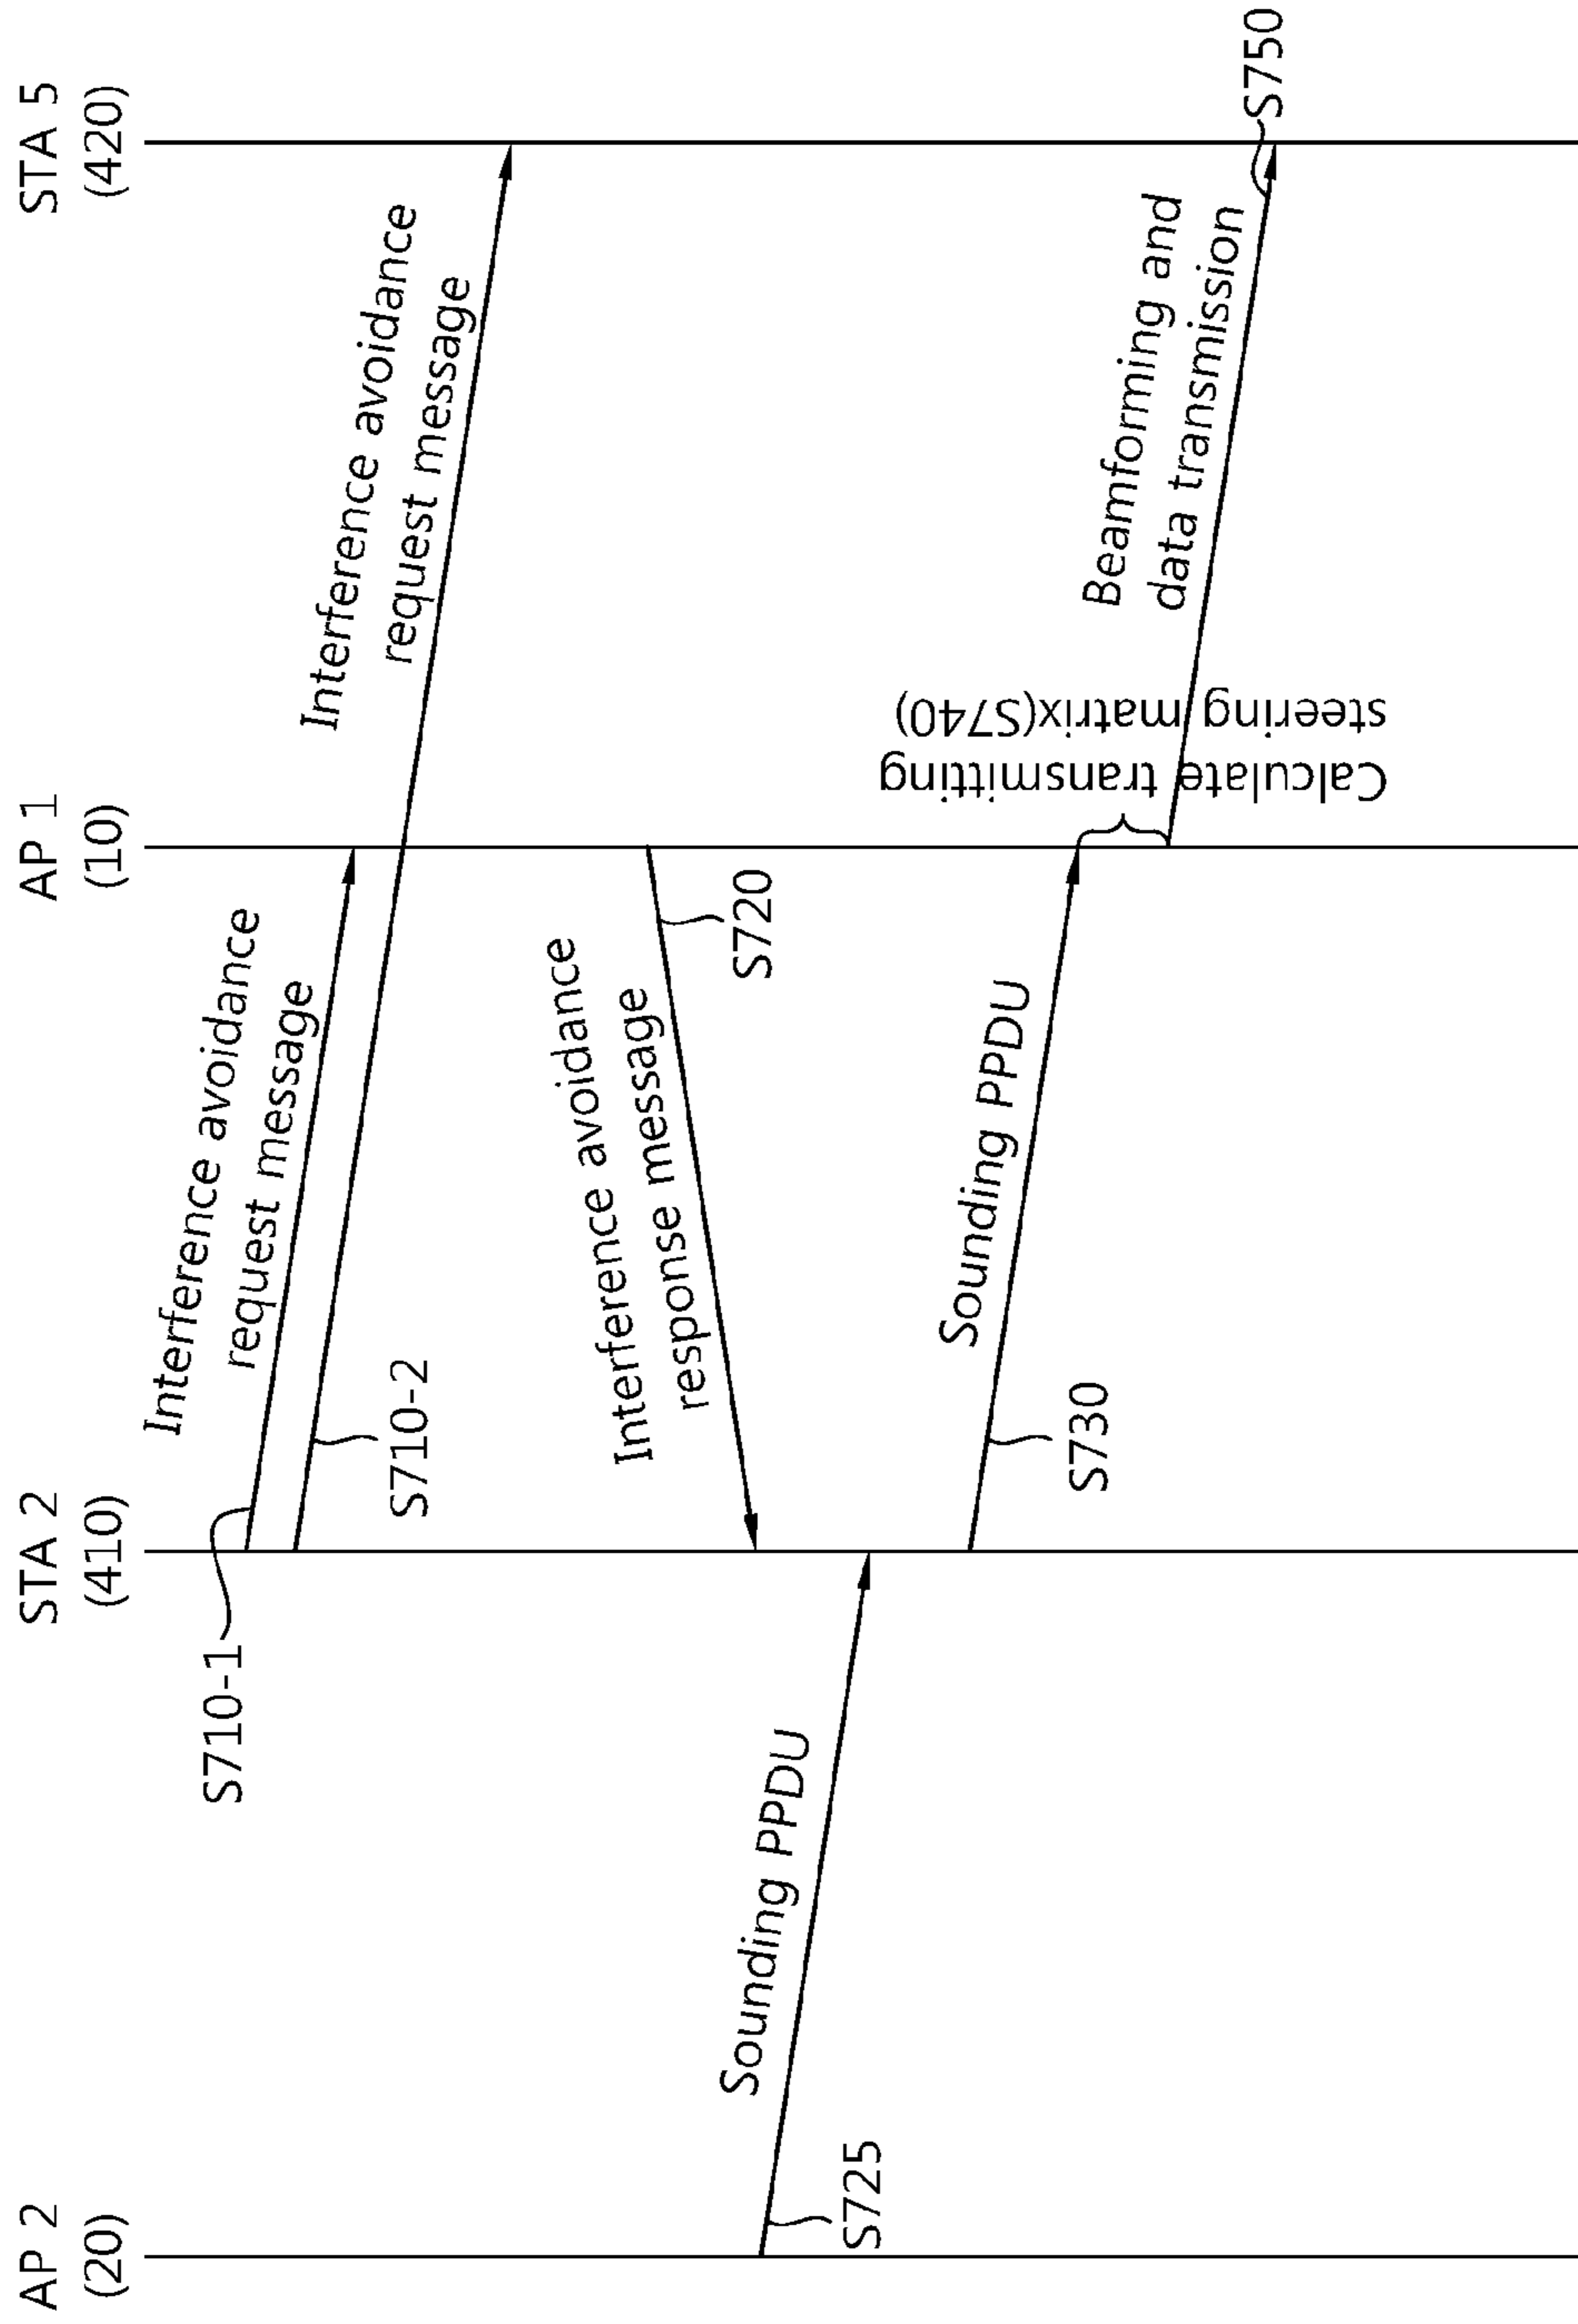 AP 2
(20)
STA 2
(410)
AP 1
(10)
STA 5
(420)
S710-1
Interference avoidance
request message
Interference avoidance
request message
S710-2
Interference avoidance
response message
S720
Sounding PPDU
S725
Sounding PPDU
S730
Calculate transmitting
steering matrix(S740)
Beamforming and
data transmission
S750